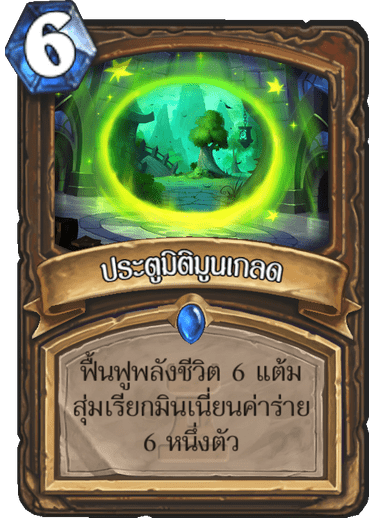 6
ประตูมิติมูนเกลด
ฟื้นฟูพลังชีวิต 6 แต้ม
สุ่มเรียกมินเนี่ยนค่าร่าย
6 หนึ่งตัว